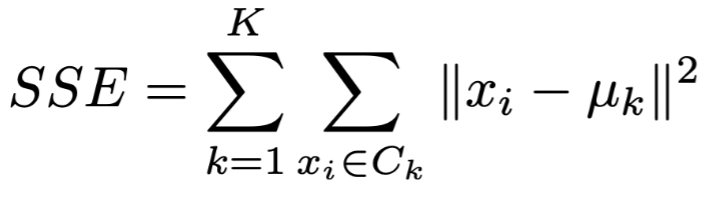 SSE = \sum_{k=1}^{K} \sum_{x_i \in C_k} \|x_i - \mu_k\|^2